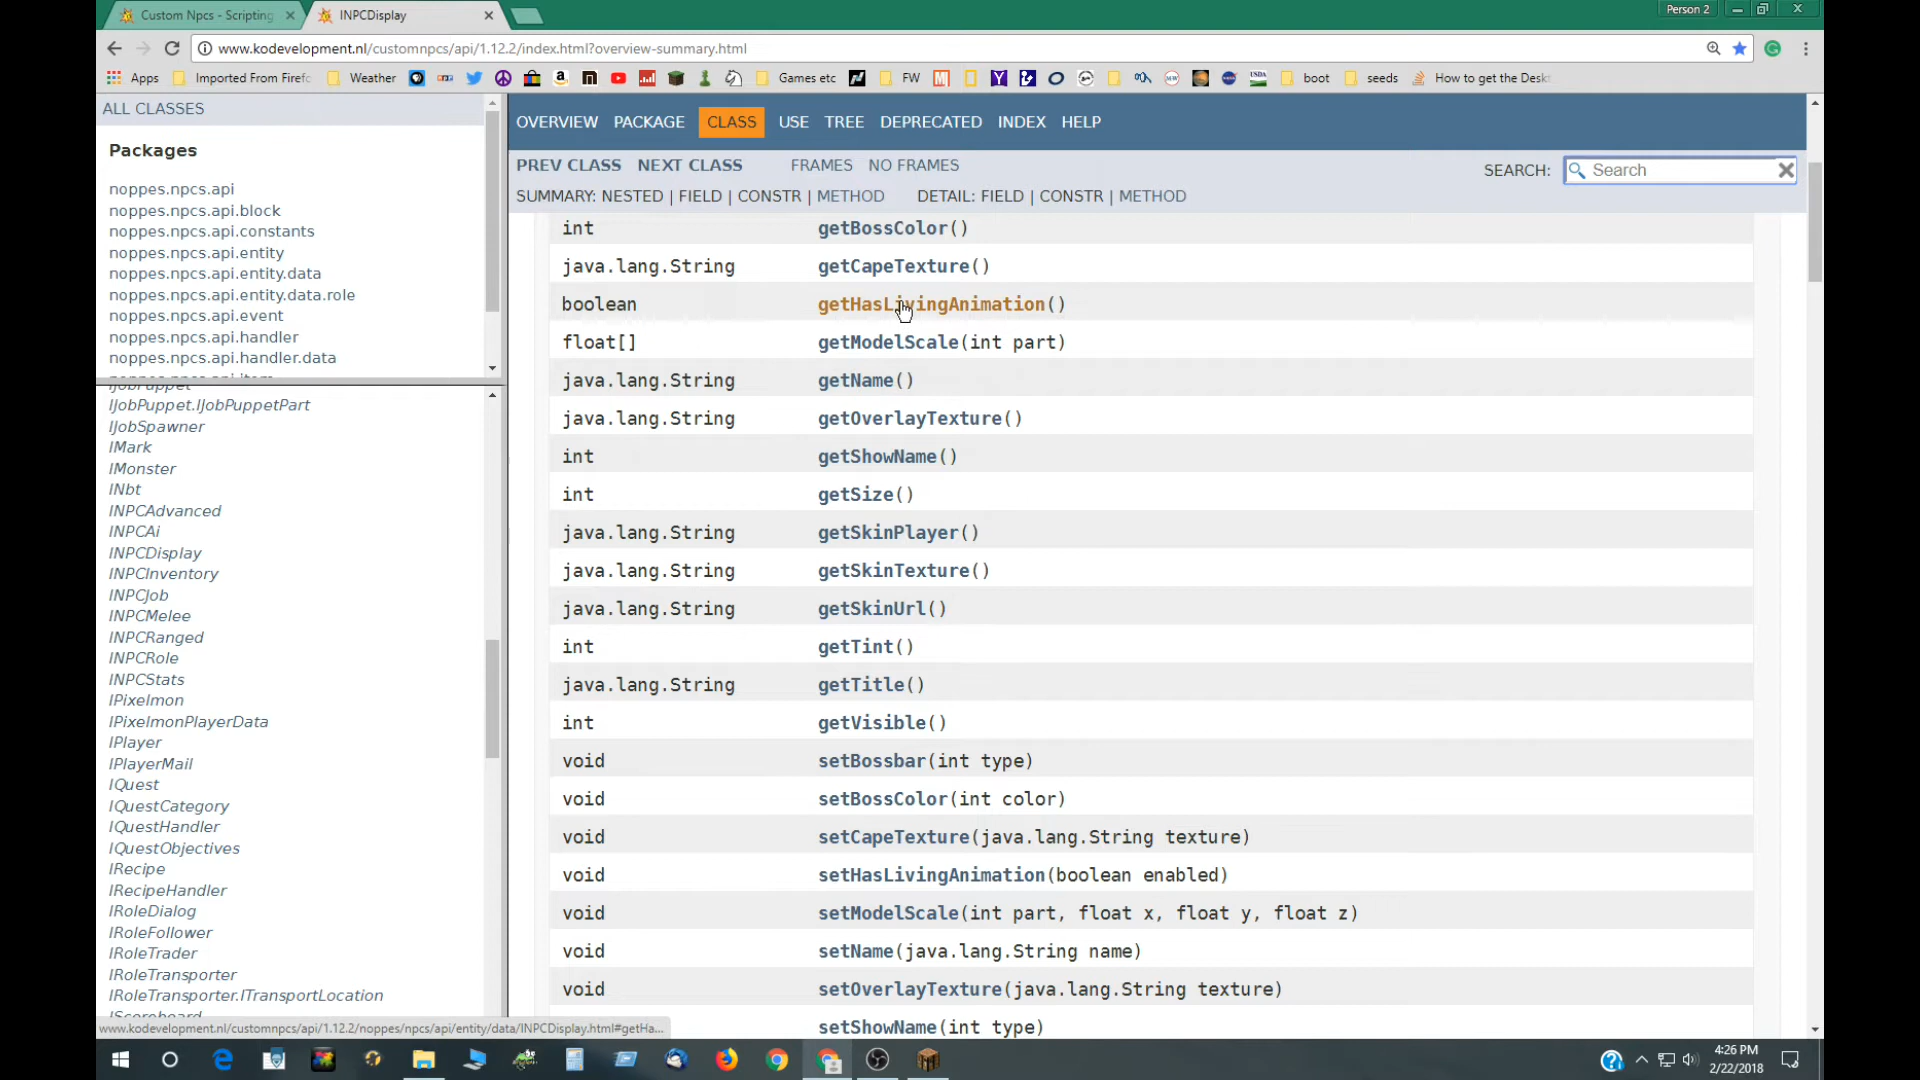 Custom Npcs - Scripting
INPCDisplay
Person 2
www.kodevelopment.nl/customnpcs/api/1.12.2/index.html?overview-summary.html
Apps
Imported From Firefo
Weather
Games etc
FW
boot
seeds
How to get the Desk
ALL CLASSES
Packages
noppes.npcs.api
noppes.npcs.api.block
noppes.npcs.api.constants
noppes.npcs.api.entity
noppes.npcs.api.entity.data
noppes.npcs.api.entity.data.role
noppes.npcs.api.event
noppes.npcs.api.handler
noppes.npcs.api.handler.data
noppes.npcs.api.item
IJobPuppet
IJobPuppet.IJobPuppetPart
IJobSpawner
IMark
IMonster
INbt
INPCAdvanced
INPCAi
INPCDisplay
INPCInventory
INPCJob
INPCMelee
INPCRanged
INPCRole
INPCStats
IPixelmon
IPixelmonPlayerData
IPlayer
IPlayerMail
IQuest
IQuestCategory
IQuestHandler
IQuestObjectives
IRecipe
IRecipeHandler
IRoleDialog
IRoleFollower
IRoleTrader
IRoleTransporter
IRoleTransporter.ITransportLocation
IScoreboard
OVERVIEW PACKAGE CLASS USE TREE DEPRECATED INDEX HELP
PREV CLASS NEXT CLASS FRAMES NO FRAMES
SEARCH: Search
SUMMARY: NESTED | FIELD | CONSTR | METHOD DETAIL: FIELD | CONSTR | METHOD
int getBossColor()
java.lang.String getCapeTexture()
boolean getHasLivingAnimation()
float[] getModelScale(int part)
java.lang.String getName()
java.lang.String getOverlayTexture()
int getShowName()
int getSize()
java.lang.String getSkinPlayer()
java.lang.String getSkinTexture()
java.lang.String getSkinUrl()
int getTint()
java.lang.String getTitle()
int getVisible()
void setBossbar(int type)
void setBossColor(int color)
void setCapeTexture(java.lang.String texture)
void setHasLivingAnimation(boolean enabled)
void setModelScale(int part, float x, float y, float z)
void setName(java.lang.String name)
void setOverlayTexture(java.lang.String texture)
setShowName(int type)
www.kodevelopment.nl/customnpcs/api/1.12.2/noppes/npcs/api/entity/data/INPCDisplay.html#getHa...
4:26 PM
2/22/2018